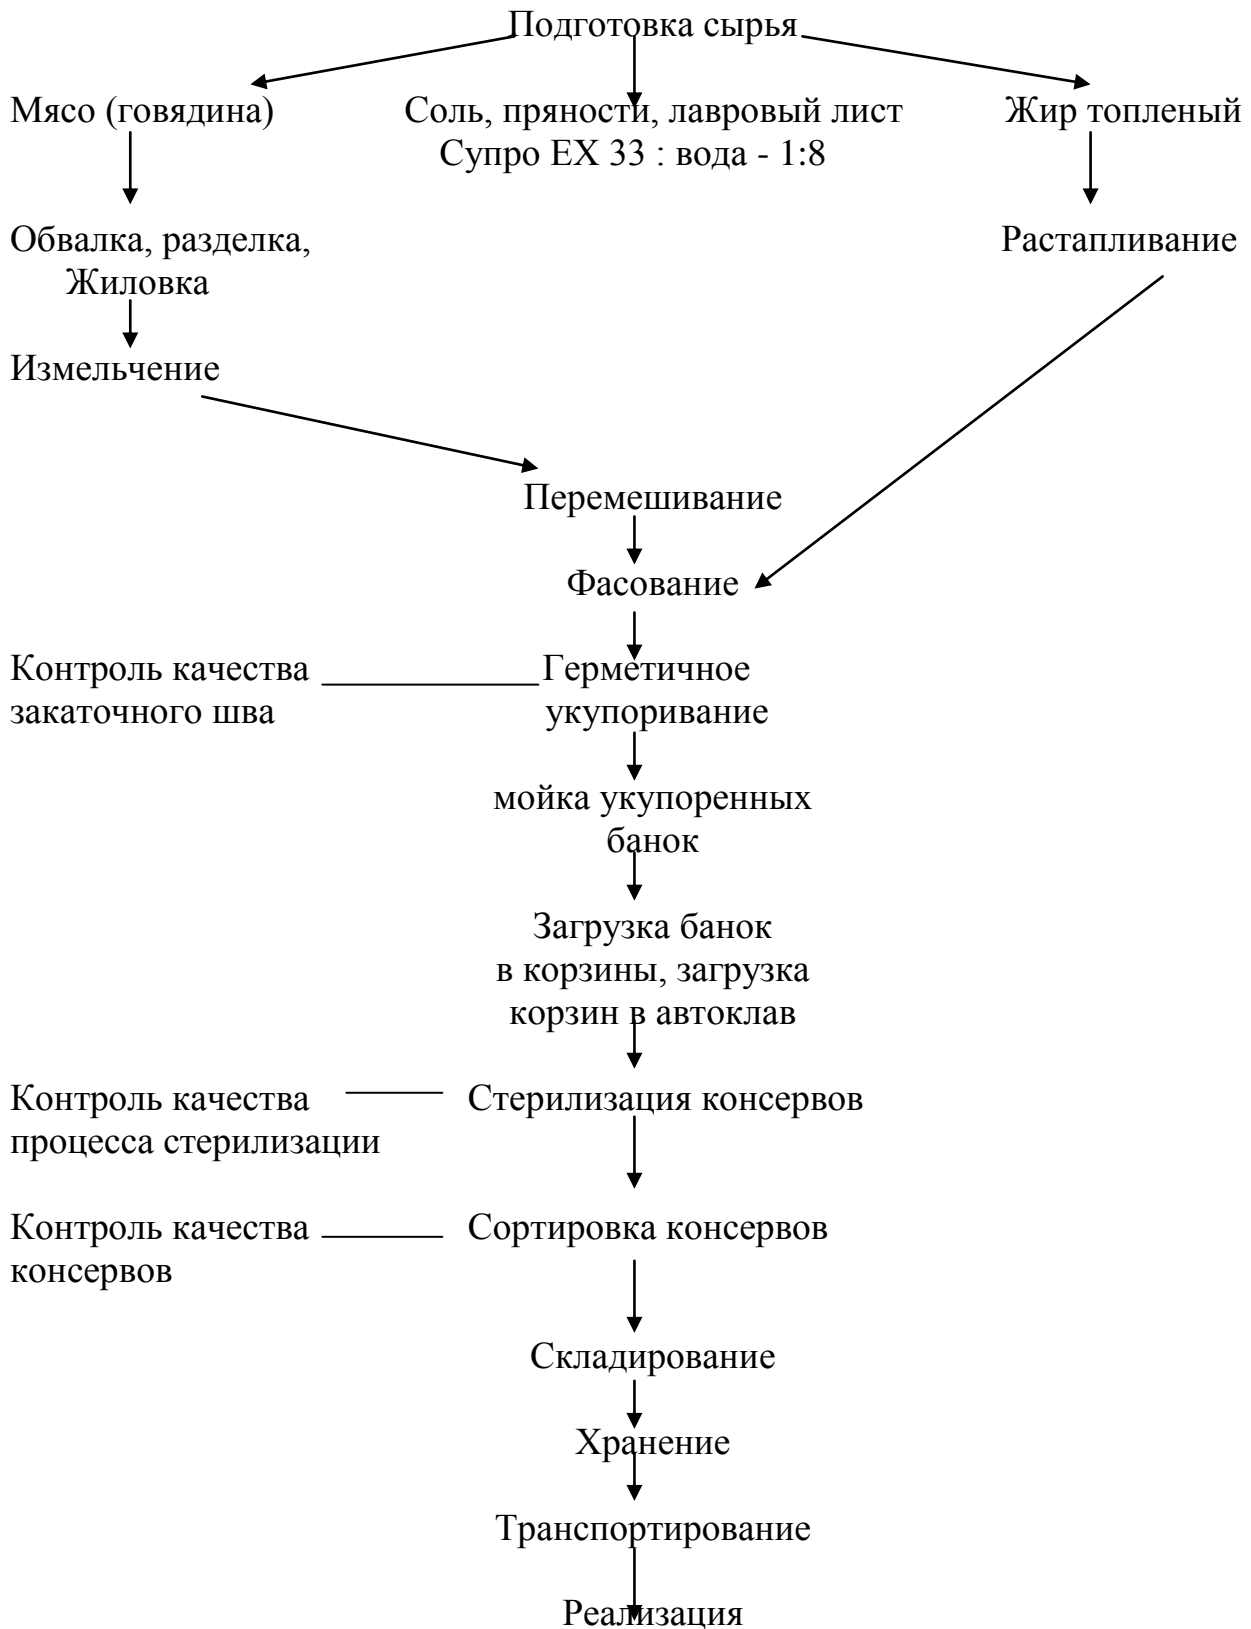 Подготовка сырья
Мясо (говядина)
Соль, пряности, лавровый лист
Жир топленый
Супро ЕХ 33 : вода - 1:8
Обвалка, разделка,
Растапливание
Жиловка
Измельчение
Перемешивание
Фасование
Контроль качества
Герметичное
закаточного шва
укупоривание
мойка укупоренных
банок
Загрузка банок
в корзины, загрузка
корзин в автоклав
Контроль качества
Стерилизация консервов
процесса стерилизации
Контроль качества
Сортировка консервов
консервов
Складирование
Хранение
Транспортирование
Реализация